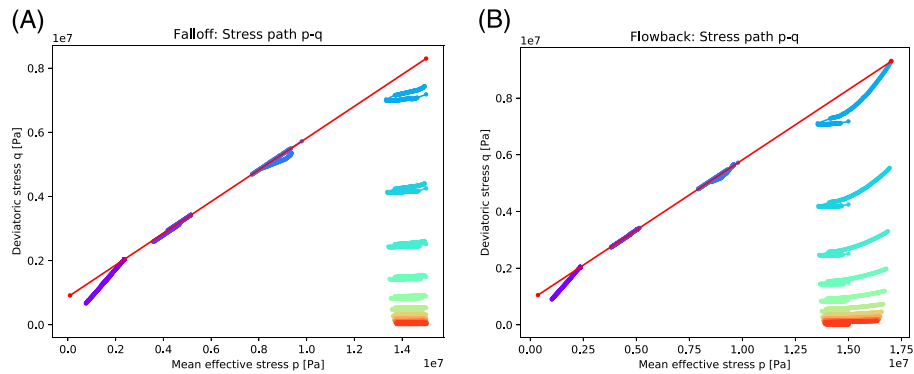 (A)
Falloff: Stress path p-q
1e7
Deviatoric stress q [Pa]
0.8
0.6
0.4
0.2
0.0
0.0 0.2 0.4 0.6 0.8 1.0 1.2 1.4 1e7
Mean effective stress p [Pa]
(B)
Flowback: Stress path p-q
1e7
Deviatoric stress q [Pa]
0.8
0.6
0.4
0.2
0.0
0.00 0.25 0.50 0.75 1.00 1.25 1.50 1.75
1e7
Mean effective stress p [Pa]